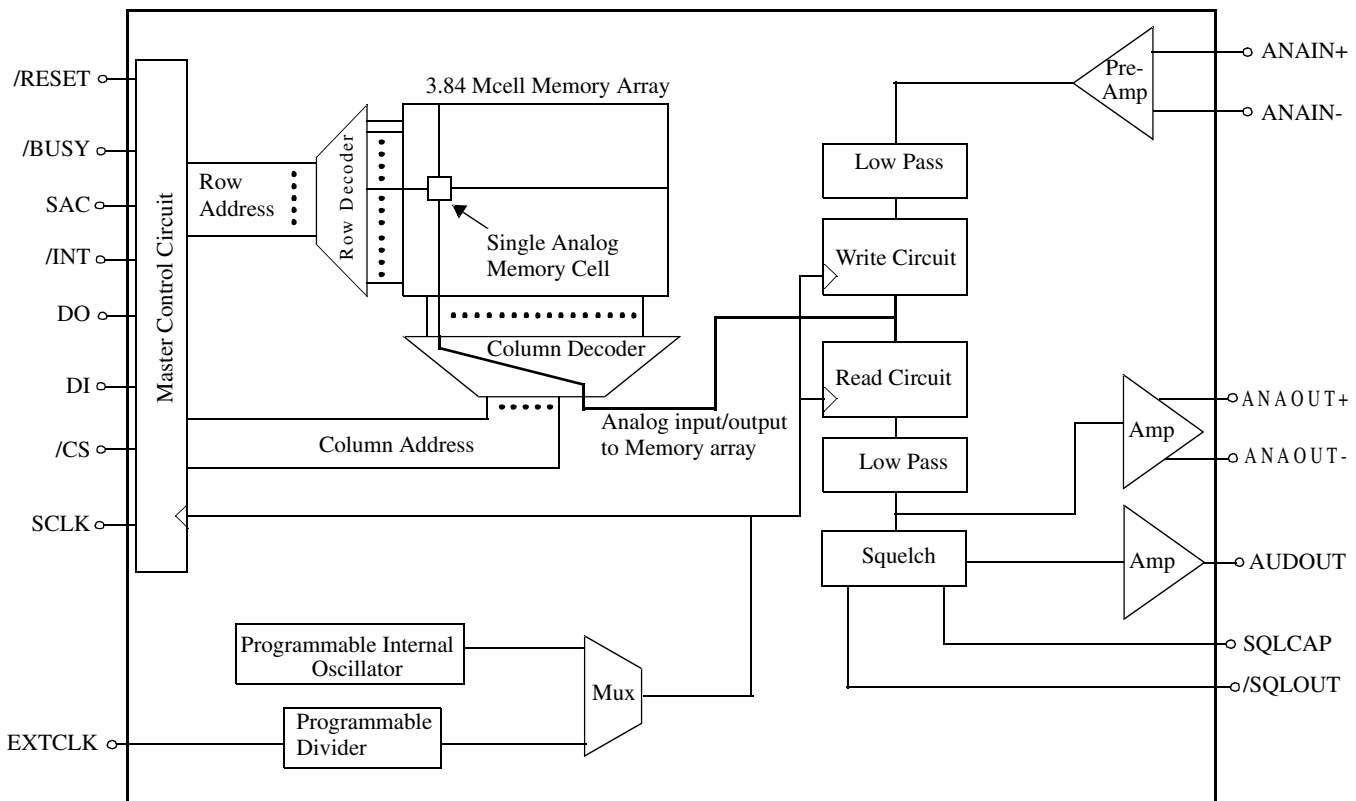 /RESET
/BUSY
SAC
/INT
DO
DI
/CS
SCLK
EXTCLK
Master Control Circuit
Row
Address
Row Decoder
3.84 Mcell Memory Array
Single Analog
Memory Cell
Column Decoder
Column Address
Analog input/output
to Memory array
Programmable Internal
Oscillator
Programmable
Divider
Mux
Pre-
Amp
Low Pass
Write Circuit
Read Circuit
Low Pass
Squelch
Amp
Amp
ANAIN+
ANAIN-
ANAOUT+
ANAOUT-
AUDOUT
SQLCAP
/SQLOUT